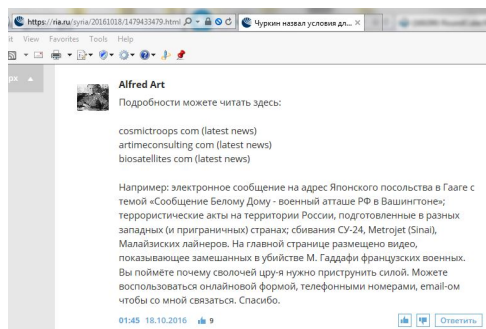 https://ria.ru/syria/20161018/1479433479.html
Чуркин назвал условия дл...
View Favorites Tools Help
Alfred Art
Подробности можете читать здесь:
cosmictroops com (latest news)
artimeconsulting com (latest news)
biosatellites com (latest news)
Например: электронное сообщение на адрес Японского посольства в Гааге с
темой «Сообщение Белому Дому - военный атташе РФ в Вашингтоне»;
террористические акты на территории России, подготовленные в разных
западных (и приграничных) странах; сбивания СУ-24, Metrojet (Sinai),
Малайзиских лайнеров. На главной странице размещено видео,
показывающее замешанных в убийстве М. Гаддафи французских военных.
Вы поймёте почему сволочей цру-я нужно приструнить силой. Можете
воспользоваться онлайновой формой, телефонными номерами, email-ом
чтобы со мной связаться. Спасибо.
01:45 18.10.2016 9
Ответить